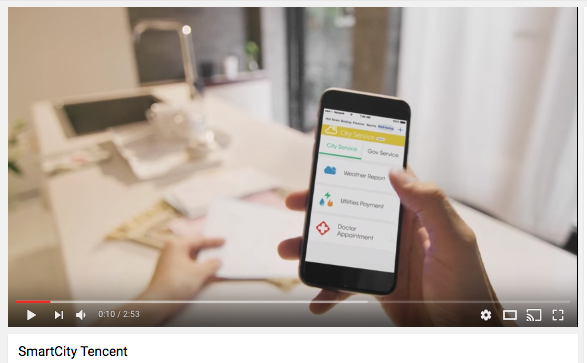 City Service
City Service
Gov Service
Weather Report
Utilities Payment
Doctor
Appointment
0:10 / 2:53
SmartCity Tencent